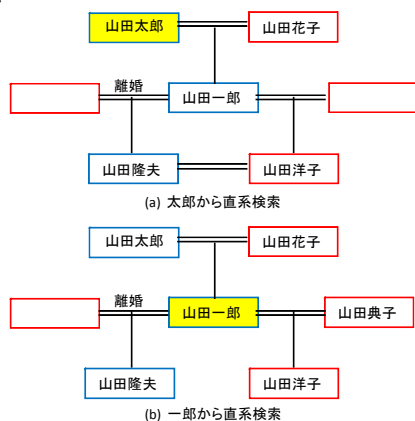 山田太郎 山田花子
離婚
山田一郎
山田隆夫 山田洋子
(a) 太郎から直系検索
山田太郎 山田花子
離婚
山田一郎 山田典子
山田隆夫 山田洋子
(b) 一郎から直系検索